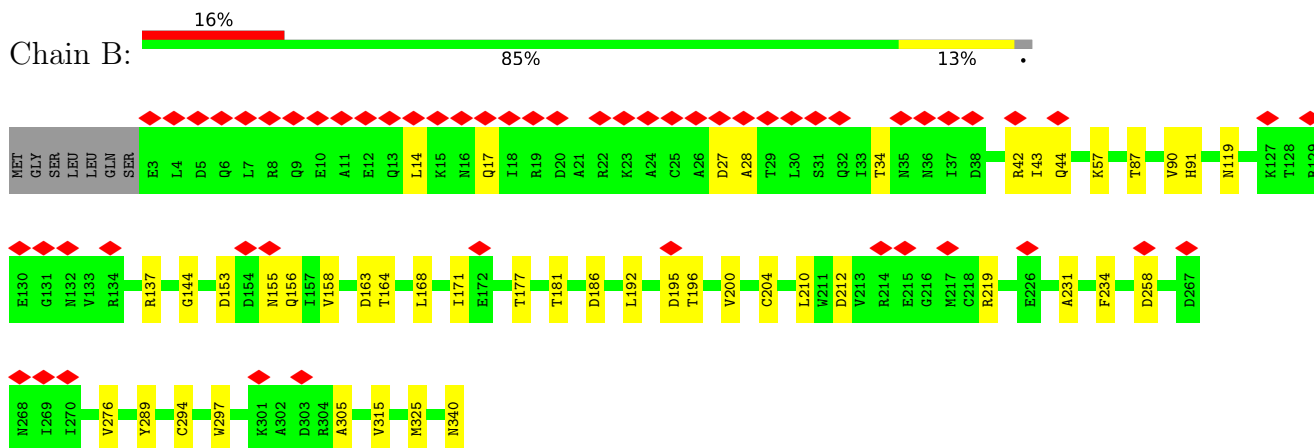 16%
Chain B:
85% 13% •
MET GLY SER LEU LEU GLN SER E3 L4 D5 Q6 L7 R8 Q9 E10 A11 E12 Q13 L14 K15 N16 Q17 I18 R19 D20 A21 R22 K23 A24 C25 A26 D27 A28 T29 L30 S31 Q32 I33 T34 N35 N36 I37 D38 R42 I43 Q44 K57 T87 V90 H91 N119 K127 T128 R129
E130 G131 N132 V133 R134 R137 G144 D153 D154 N155 Q156 I157 V158 D163 T164 L168 I171 E172 T177 T181 D186 L192 D195 T196 V200 C204 L210 W211 D212 V213 R214 E215 G216 M217 C218 R219 E226 A231 F234 D258 D267
N268 I269 I270 V276 Y289 C294 W297 K301 A302 D303 R304 A305 V315 M325 N340